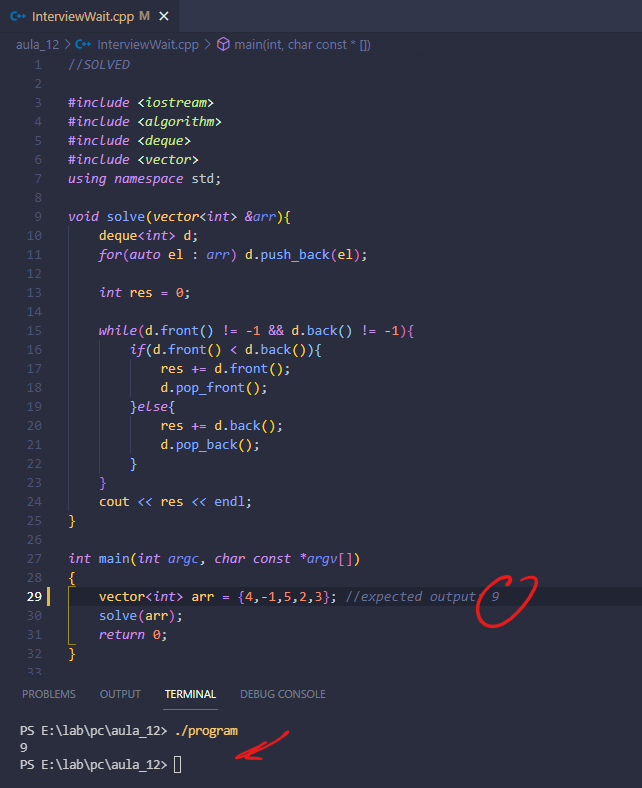 InterviewWait.cpp M
aula_12 > InterviewWait.cpp > main(int, char const * [])
1 //SOLVED
2
3 #include <iostream>
4 #include <algorithm>
5 #include <deque>
6 #include <vector>
7 using namespace std;
8
9 void solve(vector<int> &arr){
10 deque<int> d;
11 for(auto el : arr) d.push_back(el);
12
13 int res = 0;
14
15 while(d.front() != -1 && d.back() != -1){
16 if(d.front() < d.back()){
17 res += d.front();
18 d.pop_front();
19 }else{
20 res += d.back();
21 d.pop_back();
22 }
23 }
24 cout << res << endl;
25 }
26
27 int main(int argc, char const *argv[])
28 {
29 vector<int> arr = {4,-1,5,2,3}; //expected output: 9
30 solve(arr);
31 return 0;
32 }
33
PROBLEMS OUTPUT TERMINAL DEBUG CONSOLE
PS E:\lab\pc\aula_12> ./program
9
PS E:\lab\pc\aula_12>